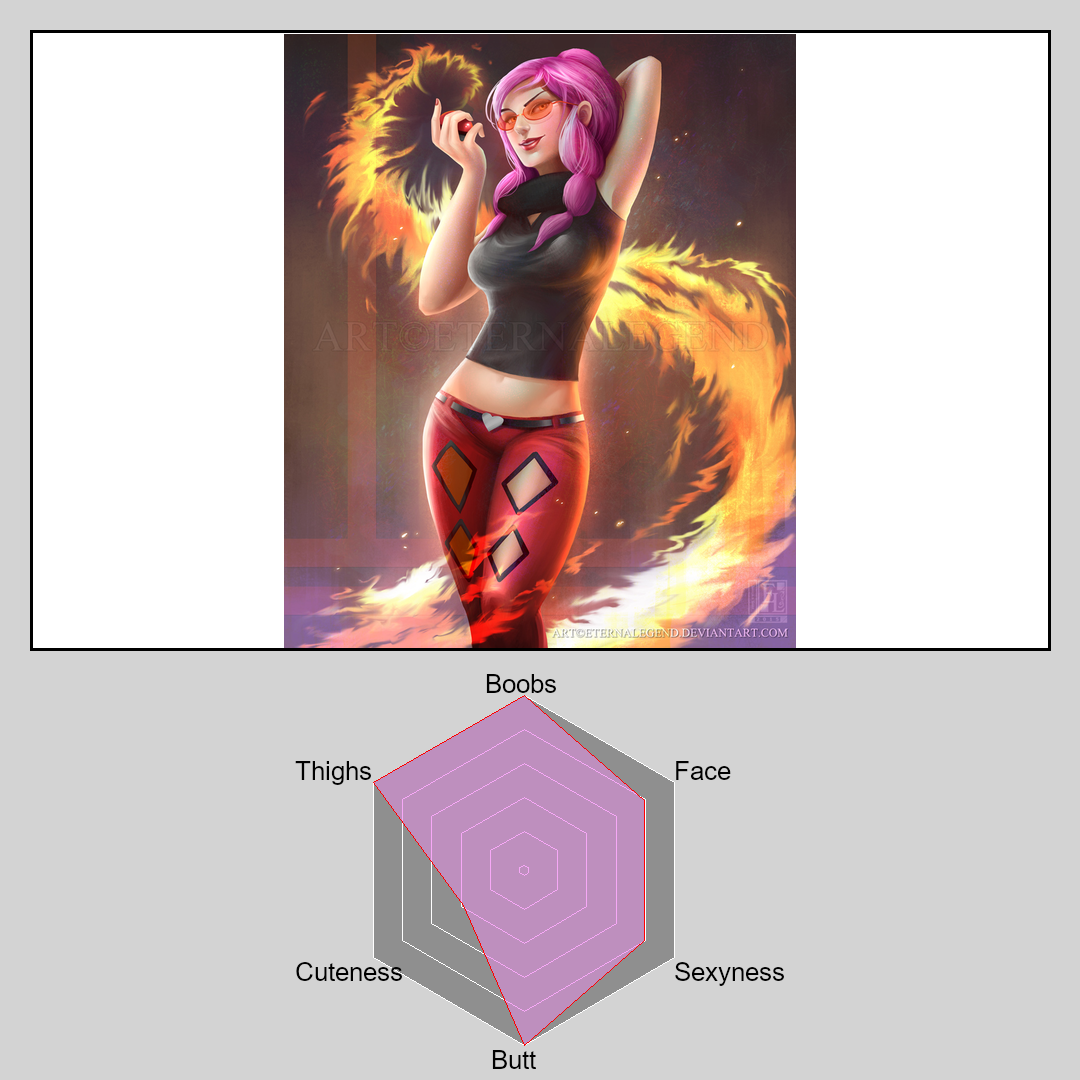 ART©ETERNALEGEND
ART©ETERNALEGEND.DEVIANTART.COM
Boobs
Thighs
Face
Cuteness
Sexyness
Butt